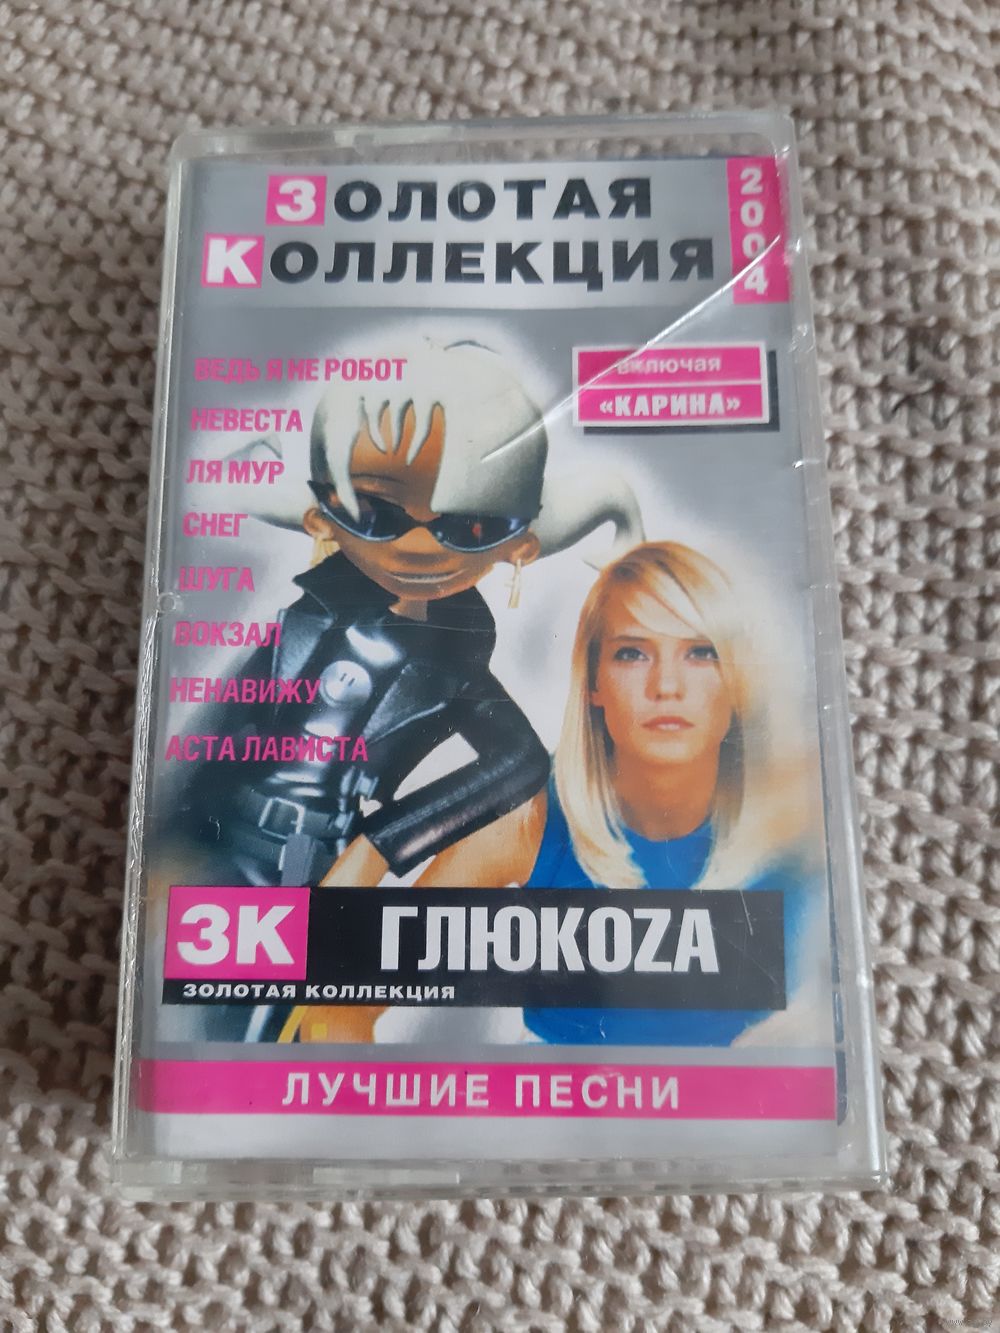 ЗОЛОТАЯ
КОЛЛЕКЦИЯ
2004
включая
«КАРИНА»
ВЕДЬ Я НЕ РОБОТ
НЕВЕСТА
ЛЯ МУР
СНЕГ
ШУГА
ВОКЗАЛ
НЕНАВИЖУ
АСТА ЛАВИСТА
ЗК
ГЛЮКОZА
ЗОЛОТАЯ КОЛЛЕКЦИЯ
ЛУЧШИЕ ПЕСНИ